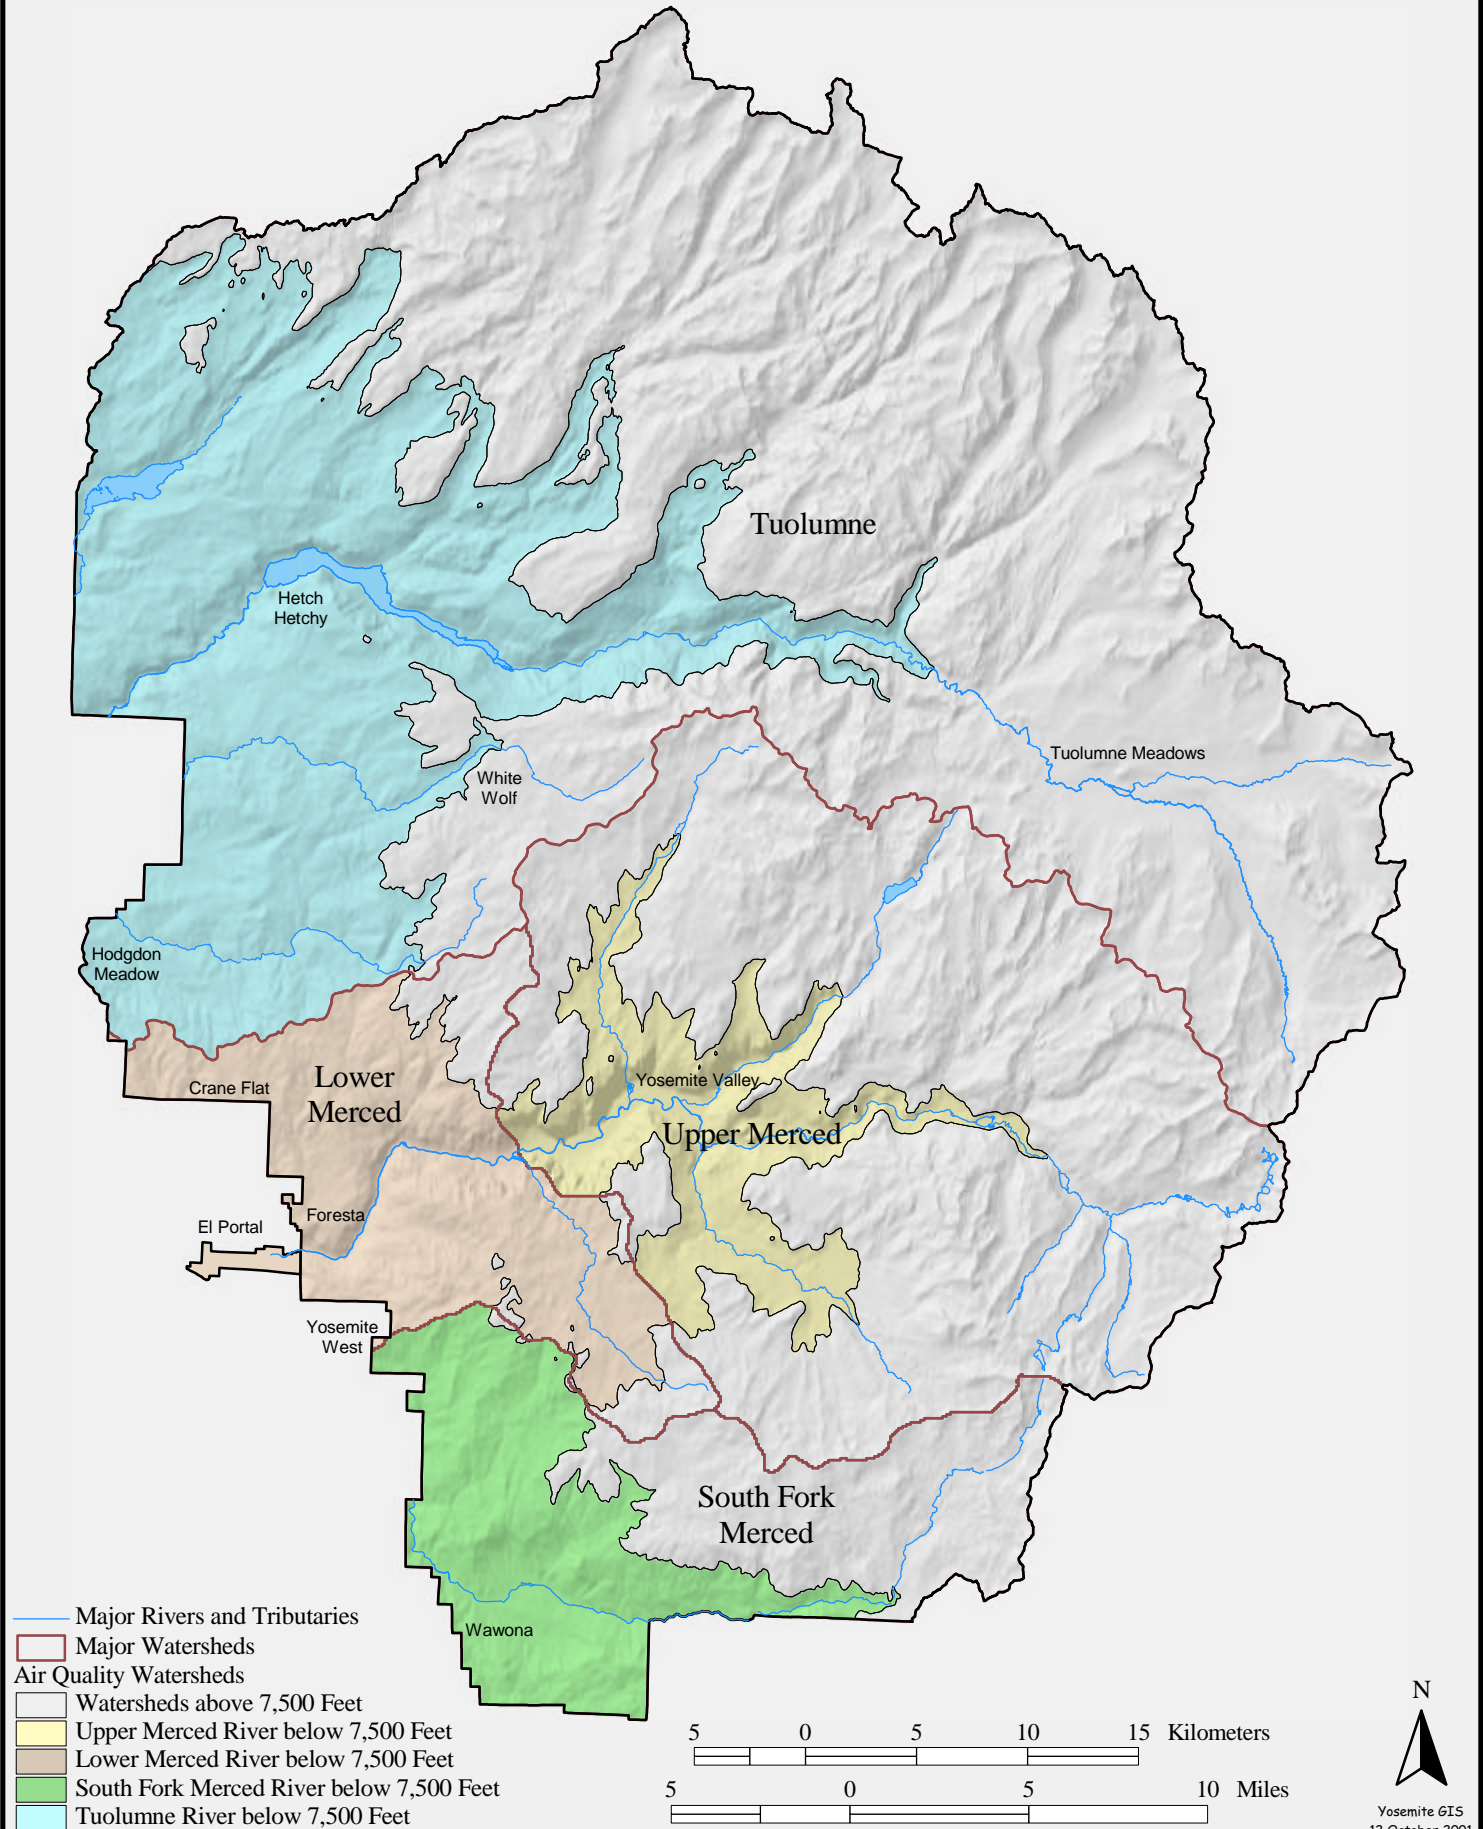 Tuolumne
Hetch
Hetchy
Tuolumne Meadows
White
Wolf
Hodgdon
Meadow
Crane Flat
Lower
Merced
Yosemite Valley
Upper Merced
Foresta
El Portal
Yosemite
West
South Fork
Merced
Wawona
Major Rivers and Tributaries
Major Watersheds
Air Quality Watersheds
Watersheds above 7,500 Feet
Upper Merced River below 7,500 Feet
Lower Merced River below 7,500 Feet
South Fork Merced River below 7,500 Feet
Tuolumne River below 7,500 Feet
5 0 5 10 15 Kilometers
5 0 5 10 Miles
N
Yosemite GIS
12 October 2001